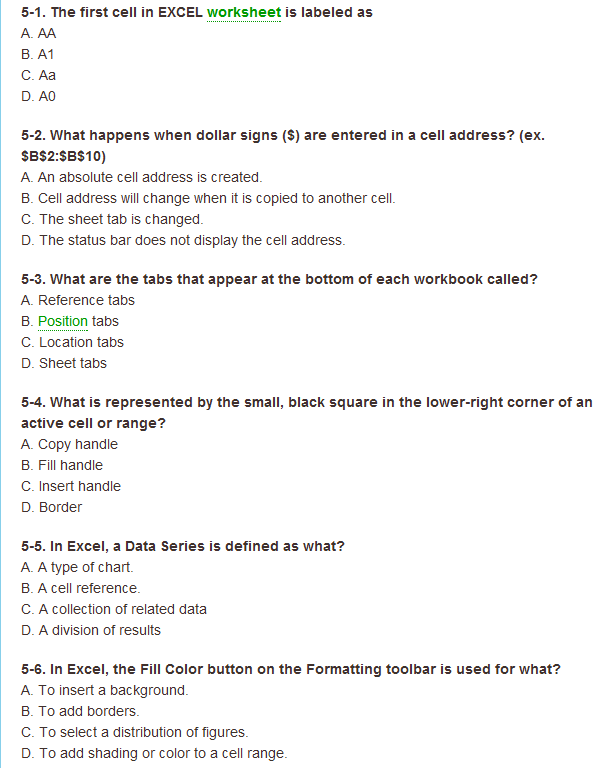 5-1. The first cell in EXCEL worksheet is labeled as
A. AA
B. A1
C. Aa
D. A0
5-2. What happens when dollar signs ($) are entered in a cell address? (ex.
$B$2:$B$10)
A. An absolute cell address is created.
B. Cell address will change when it is copied to another cell.
C. The sheet tab is changed.
D. The status bar does not display the cell address.
5-3. What are the tabs that appear at the bottom of each workbook called?
A. Reference tabs
B. Position tabs
C. Location tabs
D. Sheet tabs
5-4. What is represented by the small, black square in the lower-right corner of an
active cell or range?
A. Copy handle
B. Fill handle
C. Insert handle
D. Border
5-5. In Excel, a Data Series is defined as what?
A. A type of chart.
B. A cell reference.
C. A collection of related data
D. A division of results
5-6. In Excel, the Fill Color button on the Formatting toolbar is used for what?
A. To insert a background.
B. To add borders.
C. To select a distribution of figures.
D. To add shading or color to a cell range.